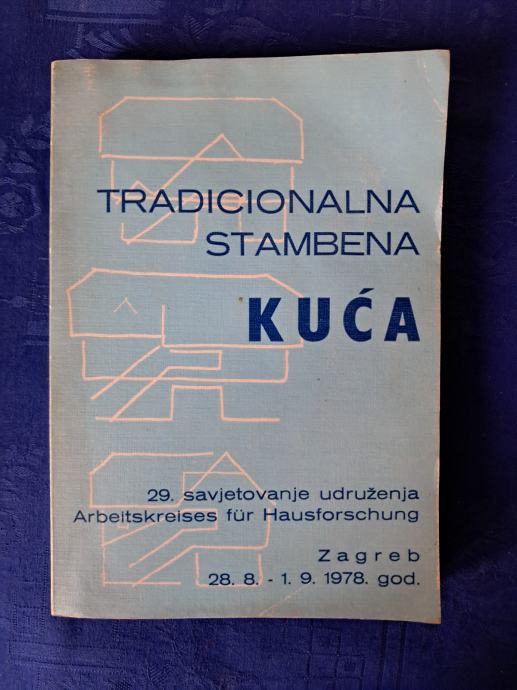 TRADICIONALNA
STAMBENA
KUĆA
29. savjetovanje udruženja
Arbeitskreises für Hausforschung
Zagreb
28. 8. - 1. 9. 1978. god.